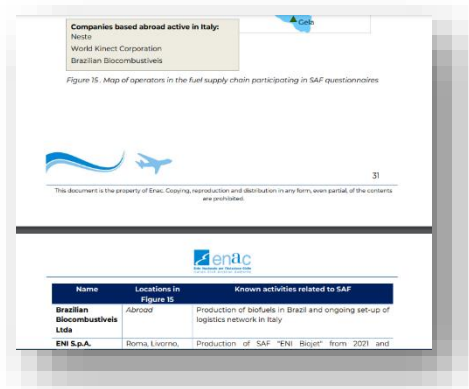 Companies based abroad active in Italy:
Neste
World Kinect Corporation
Brazilian Biocombustiveis
Gela
Figure 15. Map of operators in the fuel supply chain participating in SAF questionnaires
31
This document is the property of Enac. Copying, reproduction and distribution in any form, even partial, of the contents
are prohibited.
enac
Name Locations in Known activities related to SAF
Figure 15
Brazilian Abroad Production of biofuels in Brazil and ongoing set-up of
Biocombustiveis logistics network in Italy
Ltda
ENI S.p.A. Roma, Livorno, Production of SAF "ENI Biojet" from 2021 and